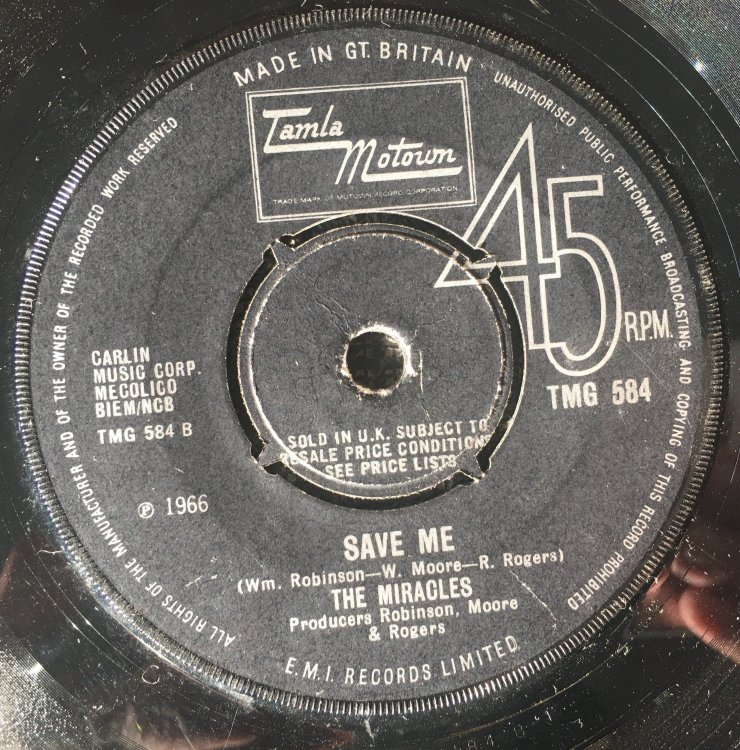 MADE IN GT. BRITAIN
UNAUTHORISED PUBLIC PERFORMANCE BROADCASTING AND COPYING OF THIS RECORD PROHIBITED
ALL RIGHTS OF THE MANUFACTURER AND OF THE OWNER OF THE RECORDED WORK RESERVED
Tamla
Motown
TRADE MARK OF MOTOWN RECORD CORPORATION
45
R.P.M.
TMG 584
CARLIN
MUSIC CORP.
MECOLICO
BIEM/NCB
TMG 584 B
SOLD IN U.K. SUBJECT TO
RESALE PRICE CONDITIONS
SEE PRICE LISTS
℗ 1966
SAVE ME
(Wm. Robinson—W. Moore—R. Rogers)
THE MIRACLES
Producers Robinson, Moore
& Rogers
E.M.I. RECORDS LIMITED